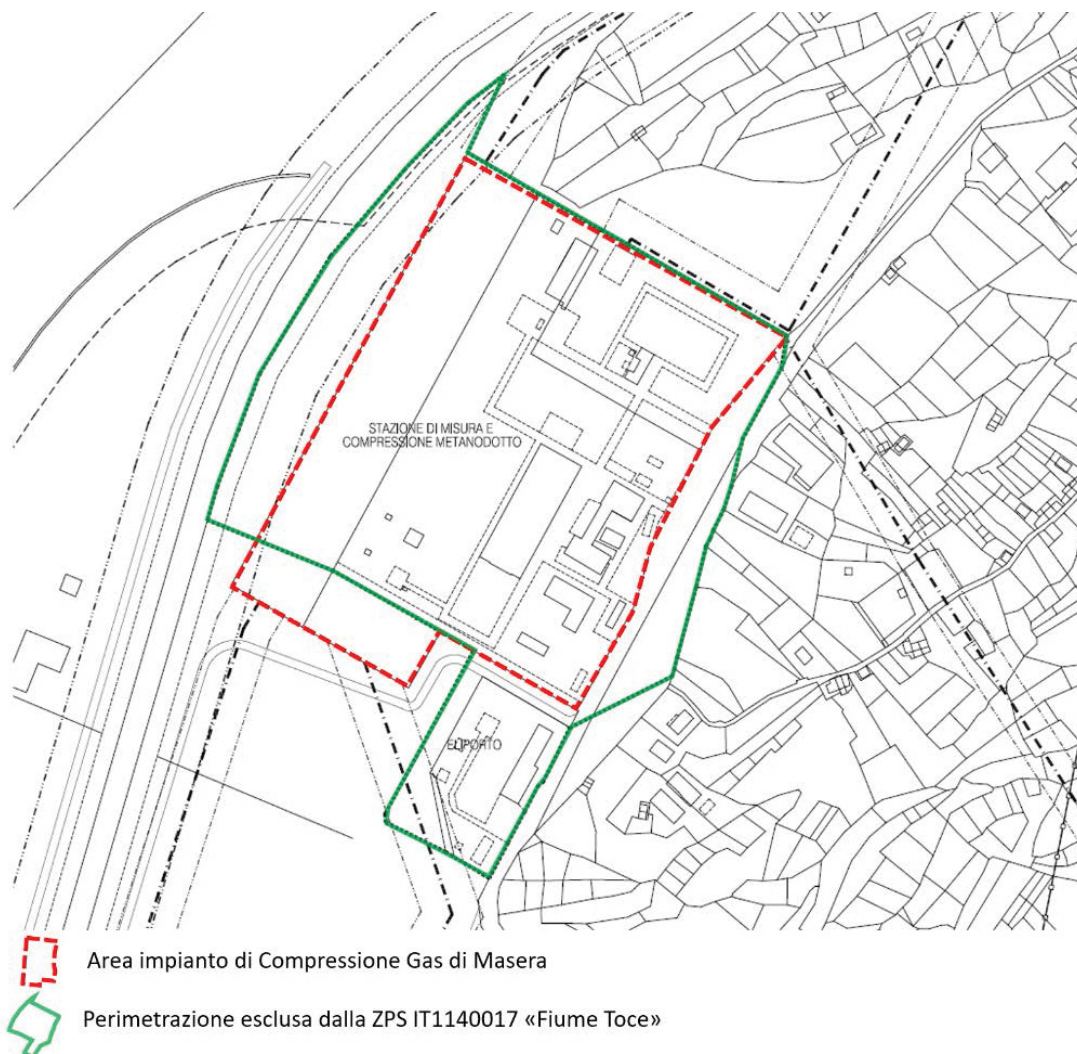 STAZIONE DI MISURA E
COMPRESSIONE METANODOTTO
ELIPORTO
Area impianto di Compressione Gas di Masera
Perimetrazione esclusa dalla ZPS IT1140017 «Fiume Toce»